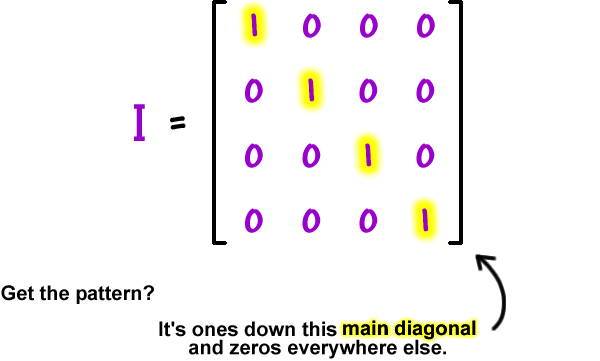 1 0 0 0
0 1 0 0
I = 0 0 1 0
0 0 0 1
Get the pattern?
It's ones down this main diagonal
and zeros everywhere else.